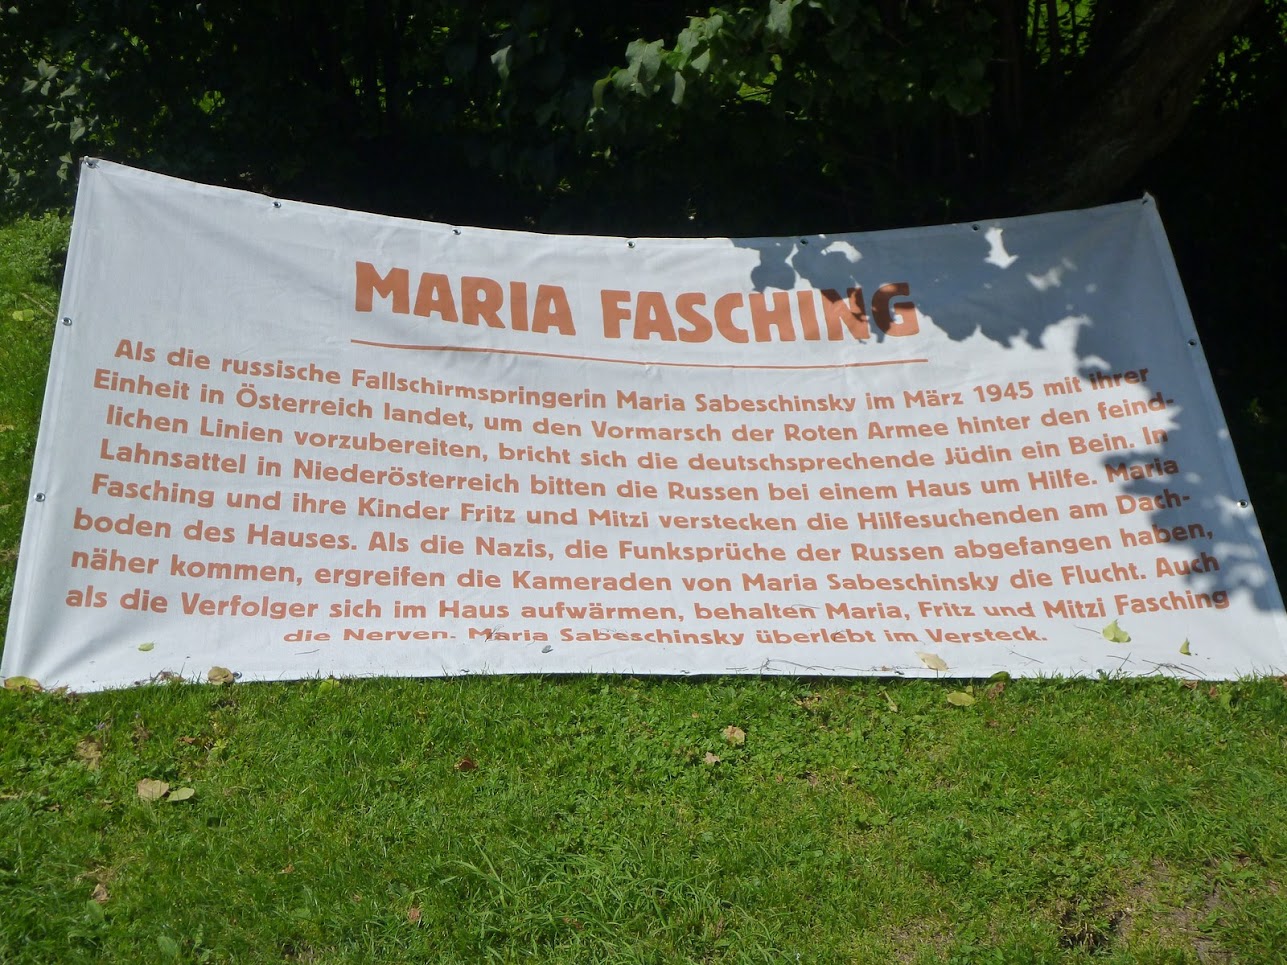 MARIA FASCHING
Als die russische Fallschirmspringerin Maria Sabeschinsky im März 1945 mit ihrer
Einheit in Österreich landet, um den Vormarsch der Roten Armee hinter den feind-
lichen Linien vorzubereiten, bricht sich die deutschsprechende Jüdin ein Bein. In
Lahnsattel in Niederösterreich bitten die Russen bei einem Haus um Hilfe. Maria
Fasching und ihre Kinder Fritz und Mitzi verstecken die Hilfesuchenden am Dach-
boden des Hauses. Als die Nazis, die Funksprüche der Russen abgefangen haben,
näher kommen, ergreifen die Kameraden von Maria Sabeschinsky die Flucht. Auch
als die Verfolger sich im Haus aufwärmen, behalten Maria, Fritz und Mitzi Fasching
die Nerven. Maria Sabeschinsky überlebt im Versteck.